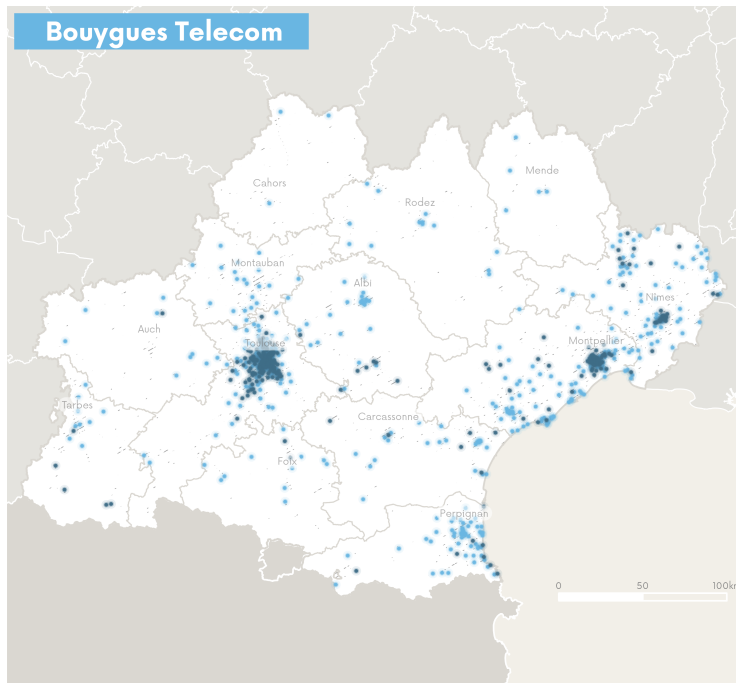 Bouygues Telecom
Mende
Cahors
Rodez
Montauban
Albi
Nîmes
Auch
Toulouse
Montpellier
Tarbes
Carcassonne
Foix
Perpignan
0 50 100km